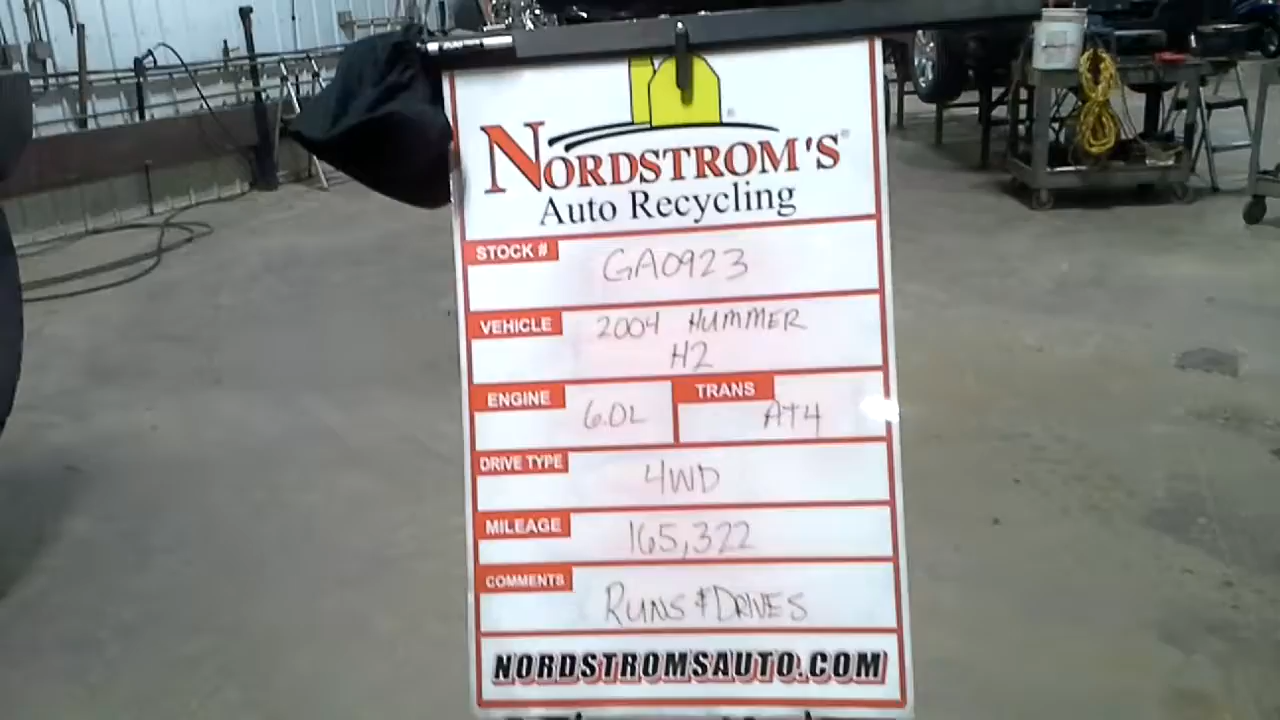 NORDSTROM'S®
Auto Recycling
STOCK # GA0923
VEHICLE 2004 HUMMER
H2
ENGINE 6.0L TRANS AT4
DRIVE TYPE 4WD
MILEAGE 165,322
COMMENTS RUNS & DRIVES
NORDSTROMSAUTO.COM